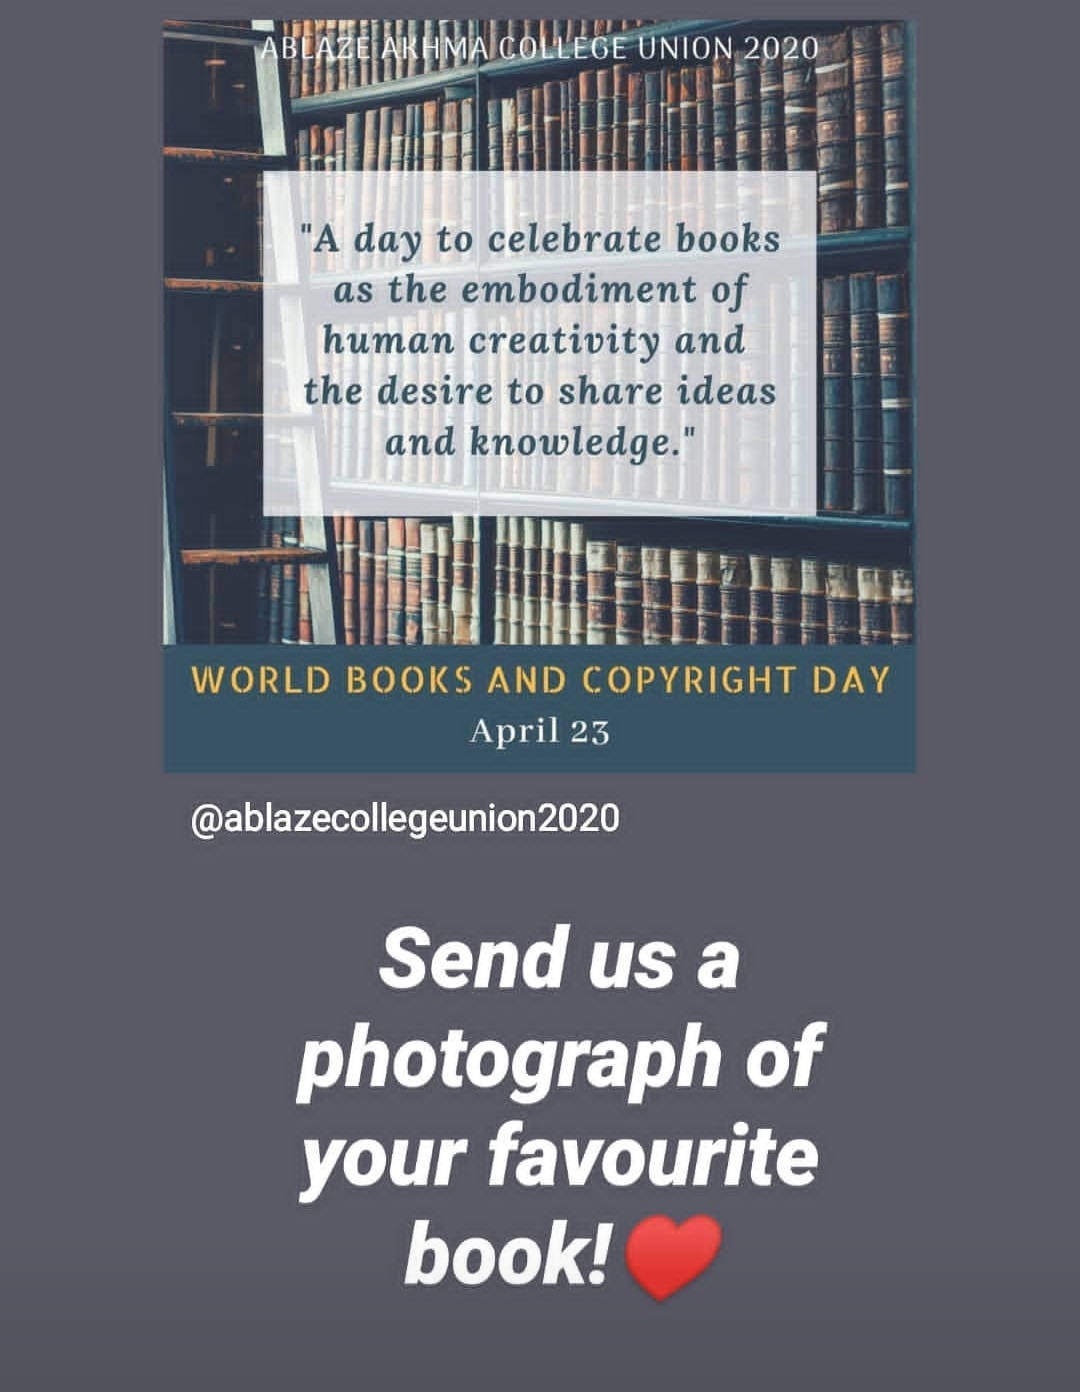 ABLAZE AKHMA COLLEGE UNION 2020
"A day to celebrate books
as the embodiment of
human creativity and
the desire to share ideas
and knowledge."
WORLD BOOKS AND COPYRIGHT DAY
April 23
@ablazecollegeunion2020
Send us a
photograph of
your favourite
book!❤️